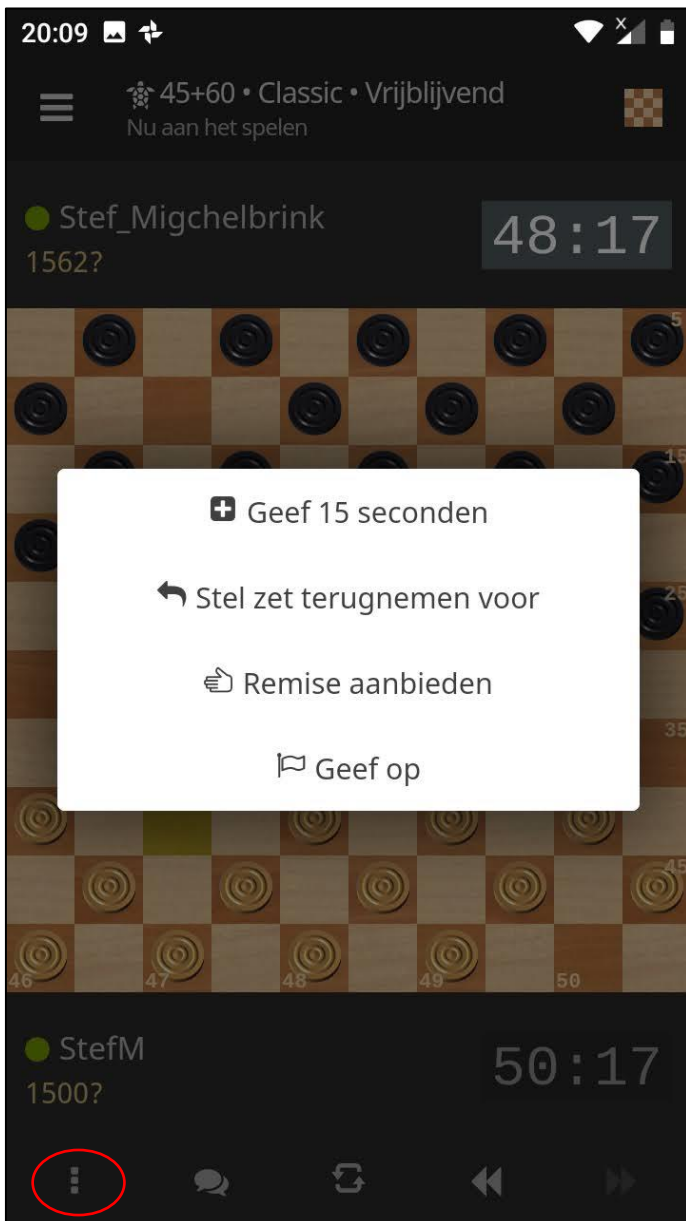 20:09
45+60 • Classic • Vrijblijvend
Nu aan het spelen
Stef_Migchelbrink
48:17
1562?
5
15
Geef 15 seconden
Stel zet terugnemen voor
25
Remise aanbieden
35
Geef op
45
46 47 48 49 50
StefM
50:17
1500?